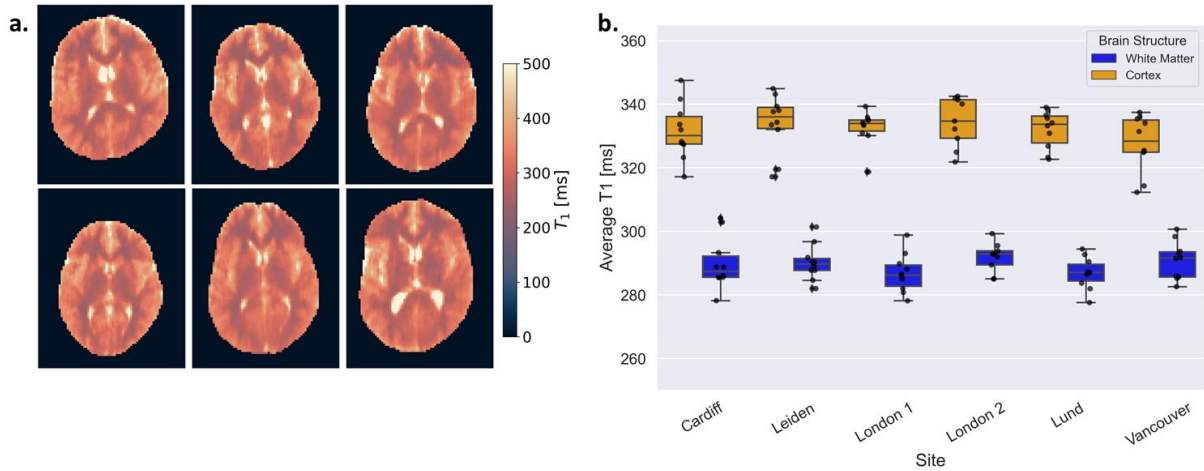 a.
500
400
300
200
100
0
T₁ [ms]
b.
Brain Structure
White Matter
Cortex
360
340
320
300
280
260
Average T1 [ms]
Cardiff
Leiden
London 1
London 2
Lund
Vancouver
Site